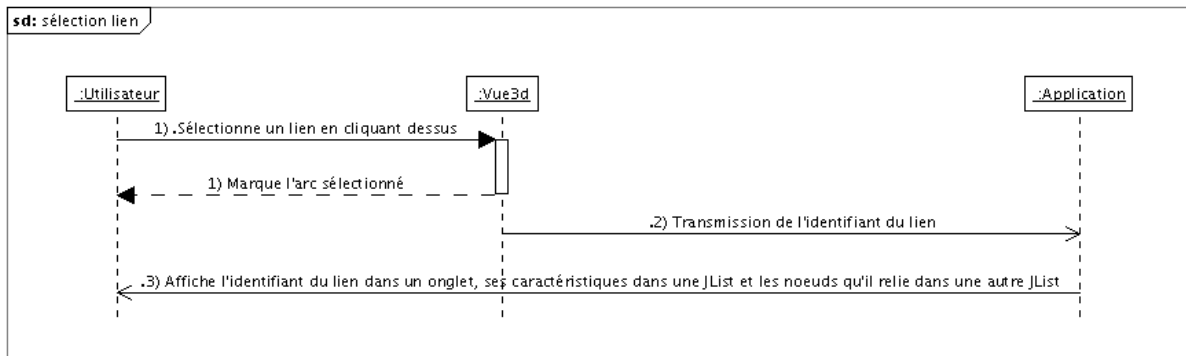 sd: sélection lien
:Utilisateur
:Vue3d
:Application
1) .Sélectionne un lien en cliquant dessus
1) Marque l'arc sélectionné
.2) Transmission de l'identifiant du lien
.3) Affiche l'identifiant du lien dans un onglet, ses caractéristiques dans une JList et les noeuds qu'il relie dans une autre JList